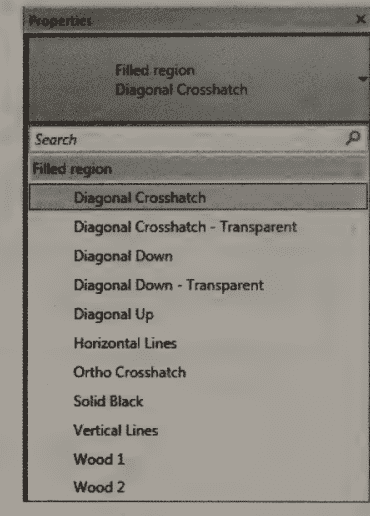 Properties
Filled region
Diagonal Crosshatch
Search
Filled region
Diagonal Crosshatch
Diagonal Crosshatch - Transparent
Diagonal Down
Diagonal Down - Transparent
Diagonal Up
Horizontal Lines
Ortho Crosshatch
Solid Black
Vertical Lines
Wood 1
Wood 2